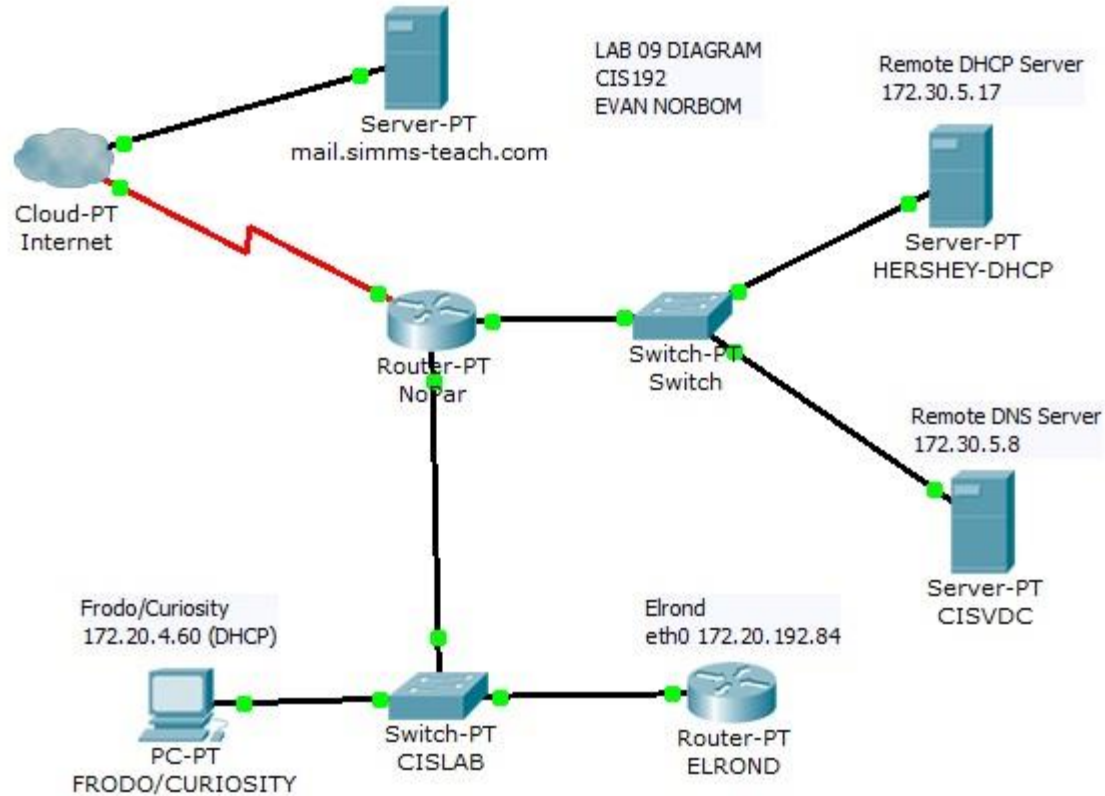 LAB 09 DIAGRAM
CIS192
EVAN NORBOM
Remote DHCP Server
172.30.5.17
Server-PT
mail.simms-teach.com
Cloud-PT
Internet
Server-PT
HERSHEY-DHCP
Router-PT
NoPar
Switch-PT
Switch
Remote DNS Server
172.30.5.8
Server-PT
CISVDC
Frodo/Curiosity
172.20.4.60 (DHCP)
Elrond
eth0 172.20.192.84
PC-PT
FRODO/CURIOSITY
Switch-PT
CISLAB
Router-PT
ELROND